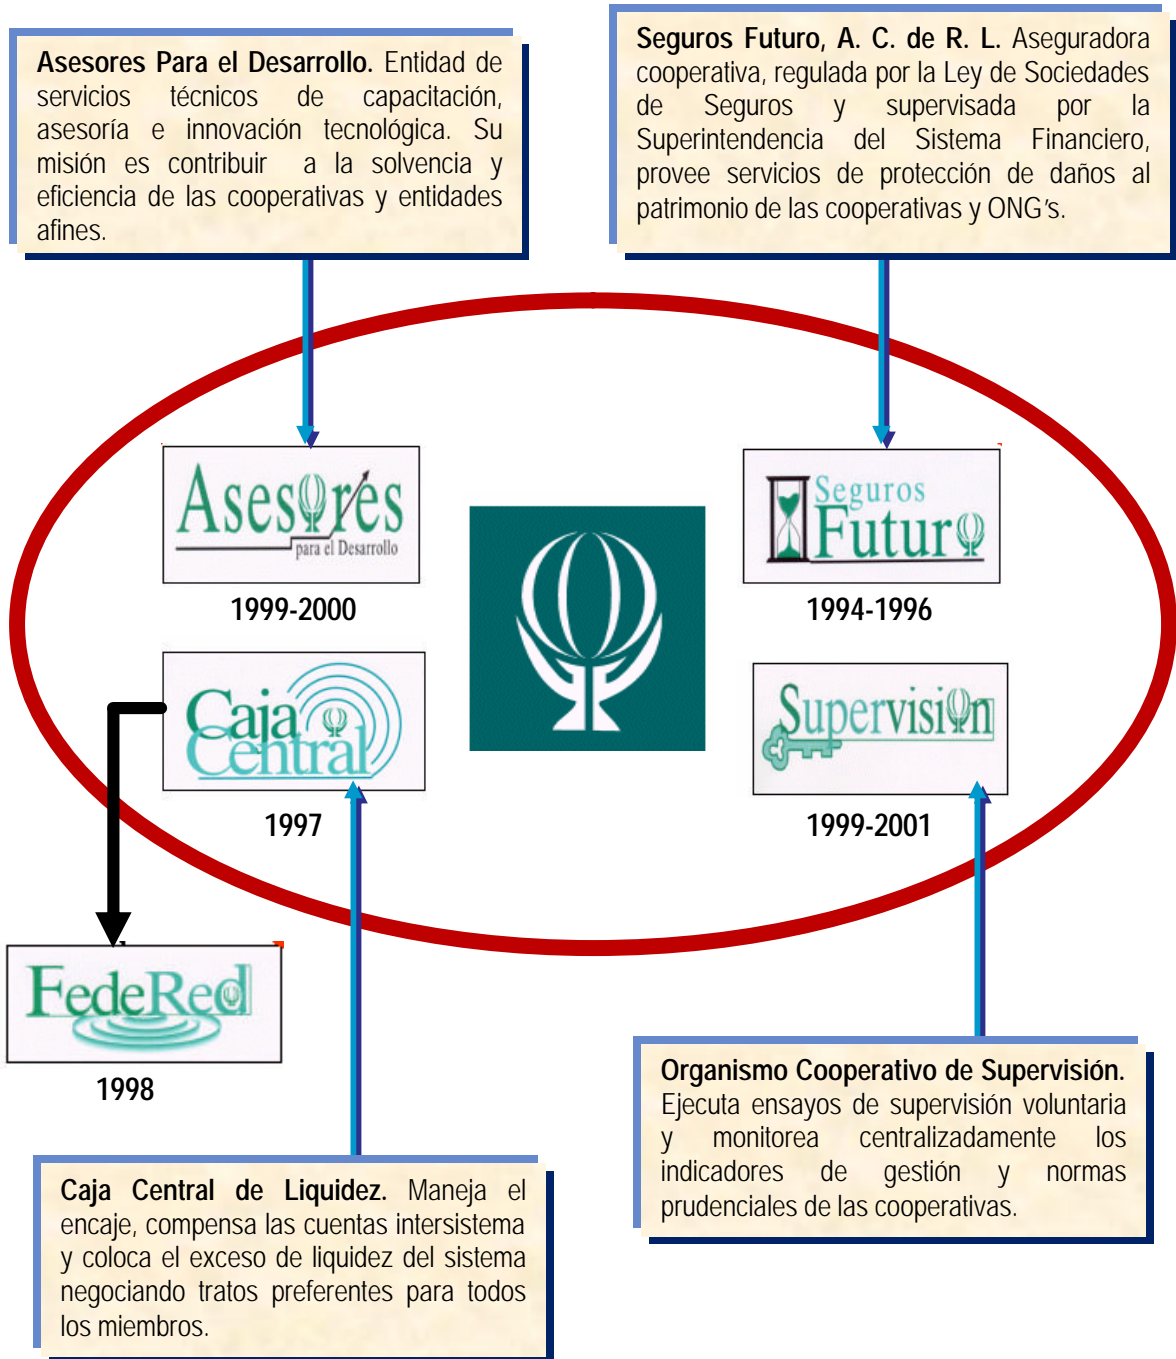 Asesores Para el Desarrollo. Entidad de
servicios técnicos de capacitación,
asesoría e innovación tecnológica. Su
misión es contribuir a la solvencia y
eficiencia de las cooperativas y entidades
afines.
Seguros Futuro, A. C. de R. L. Aseguradora
cooperativa, regulada por la Ley de Sociedades
de Seguros y supervisada por la
Superintendencia del Sistema Financiero,
provee servicios de protección de daños al
patrimonio de las cooperativas y ONG's.
Asesores
para el Desarrollo
1999-2000
Seguros
Futuro
1994-1996
Caja
Central
1997
Supervisión
1999-2001
FedeRed
1998
Organismo Cooperativo de Supervisión.
Ejecuta ensayos de supervisión voluntaria
y monitorea centralizadamente los
indicadores de gestión y normas
prudenciales de las cooperativas.
Caja Central de Liquidez. Maneja el
encaje, compensa las cuentas intersistema
y coloca el exceso de liquidez del sistema
negociando tratos preferentes para todos
los miembros.